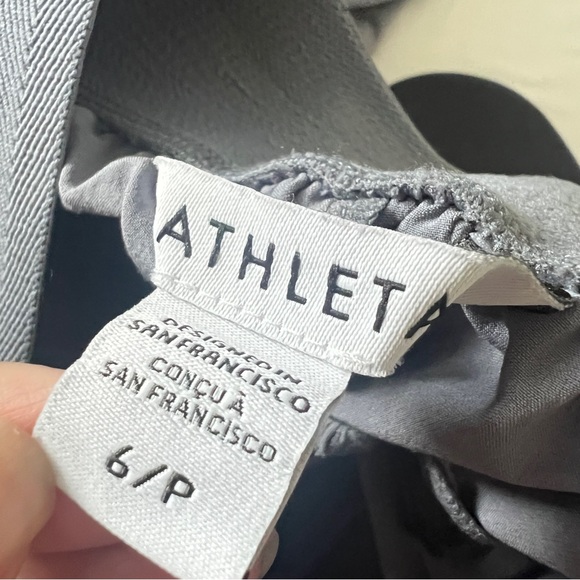 ATHLETA
DESIGNED IN
SAN FRANCISCO
CONÇU À
SAN FRANCISCO
6/P